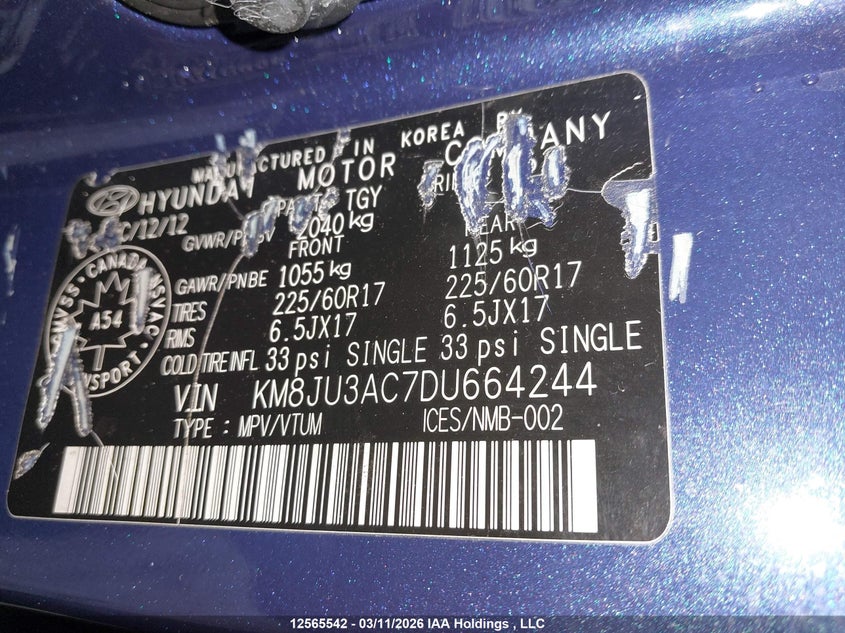 MANUFACTURED IN KOREA BY
HYUNDAI MOTOR COMPANY
TGY
C/12/12
GVWR/P 2040 kg
FRONT REAR
GAWR/PNBE 1055 kg 1125 kg
TIRES 225/60R17 225/60R17
RIMS 6.5JX17 6.5JX17
COLD TIRE INFL 33 psi SINGLE 33 psi SINGLE
VIN KM8JU3AC7DU664244
TYPE : MPV/VTUM ICES/NMB-002
CANADA
A54
12565542 - 03/11/2026 IAA Holdings , LLC